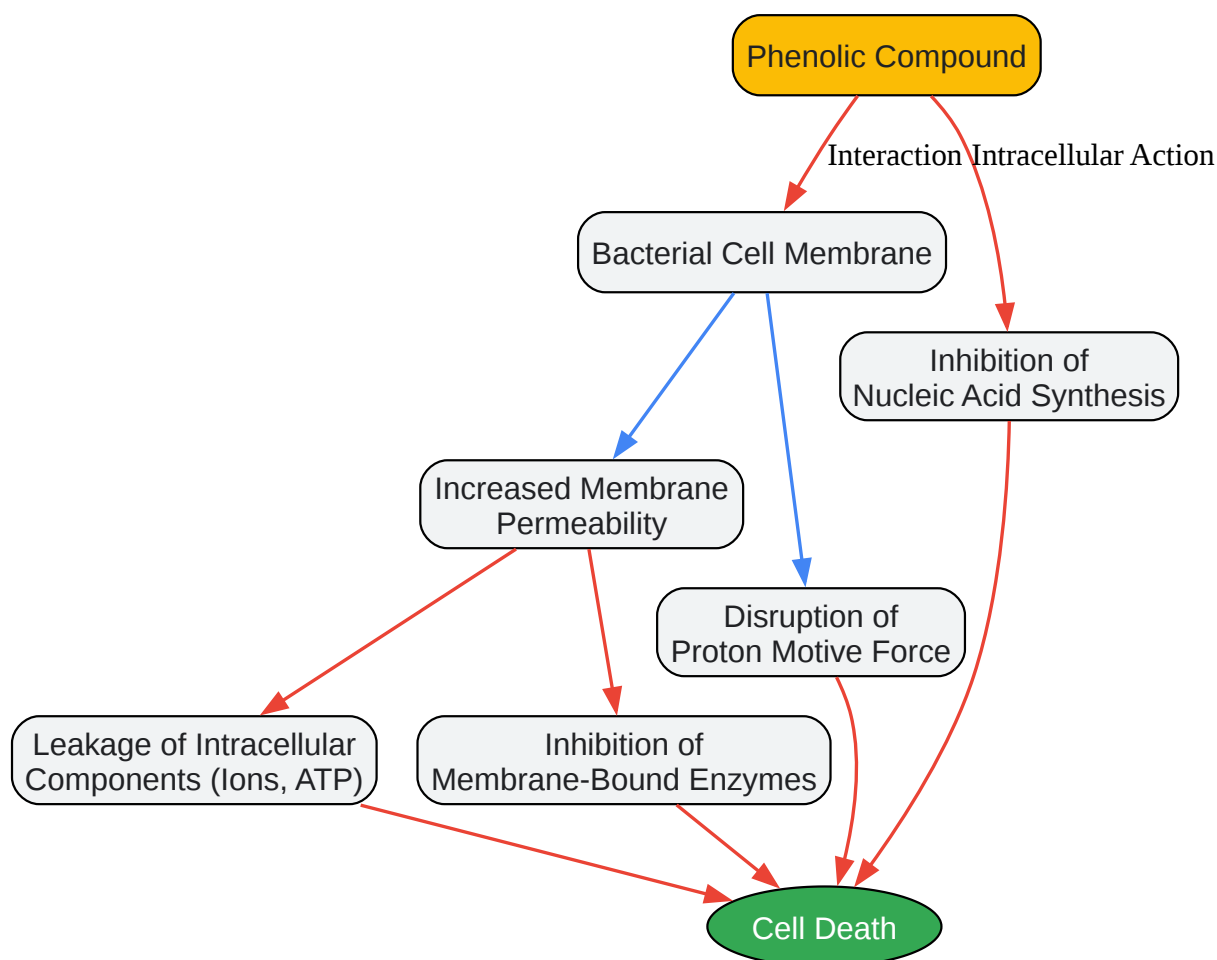 Phenolic Compound
Interaction
Intracellular Action
Bacterial Cell Membrane
Inhibition of
Nucleic Acid Synthesis
Increased Membrane
Permeability
Disruption of
Proton Motive Force
Leakage of Intracellular
Components (Ions, ATP)
Inhibition of
Membrane-Bound Enzymes
Cell Death